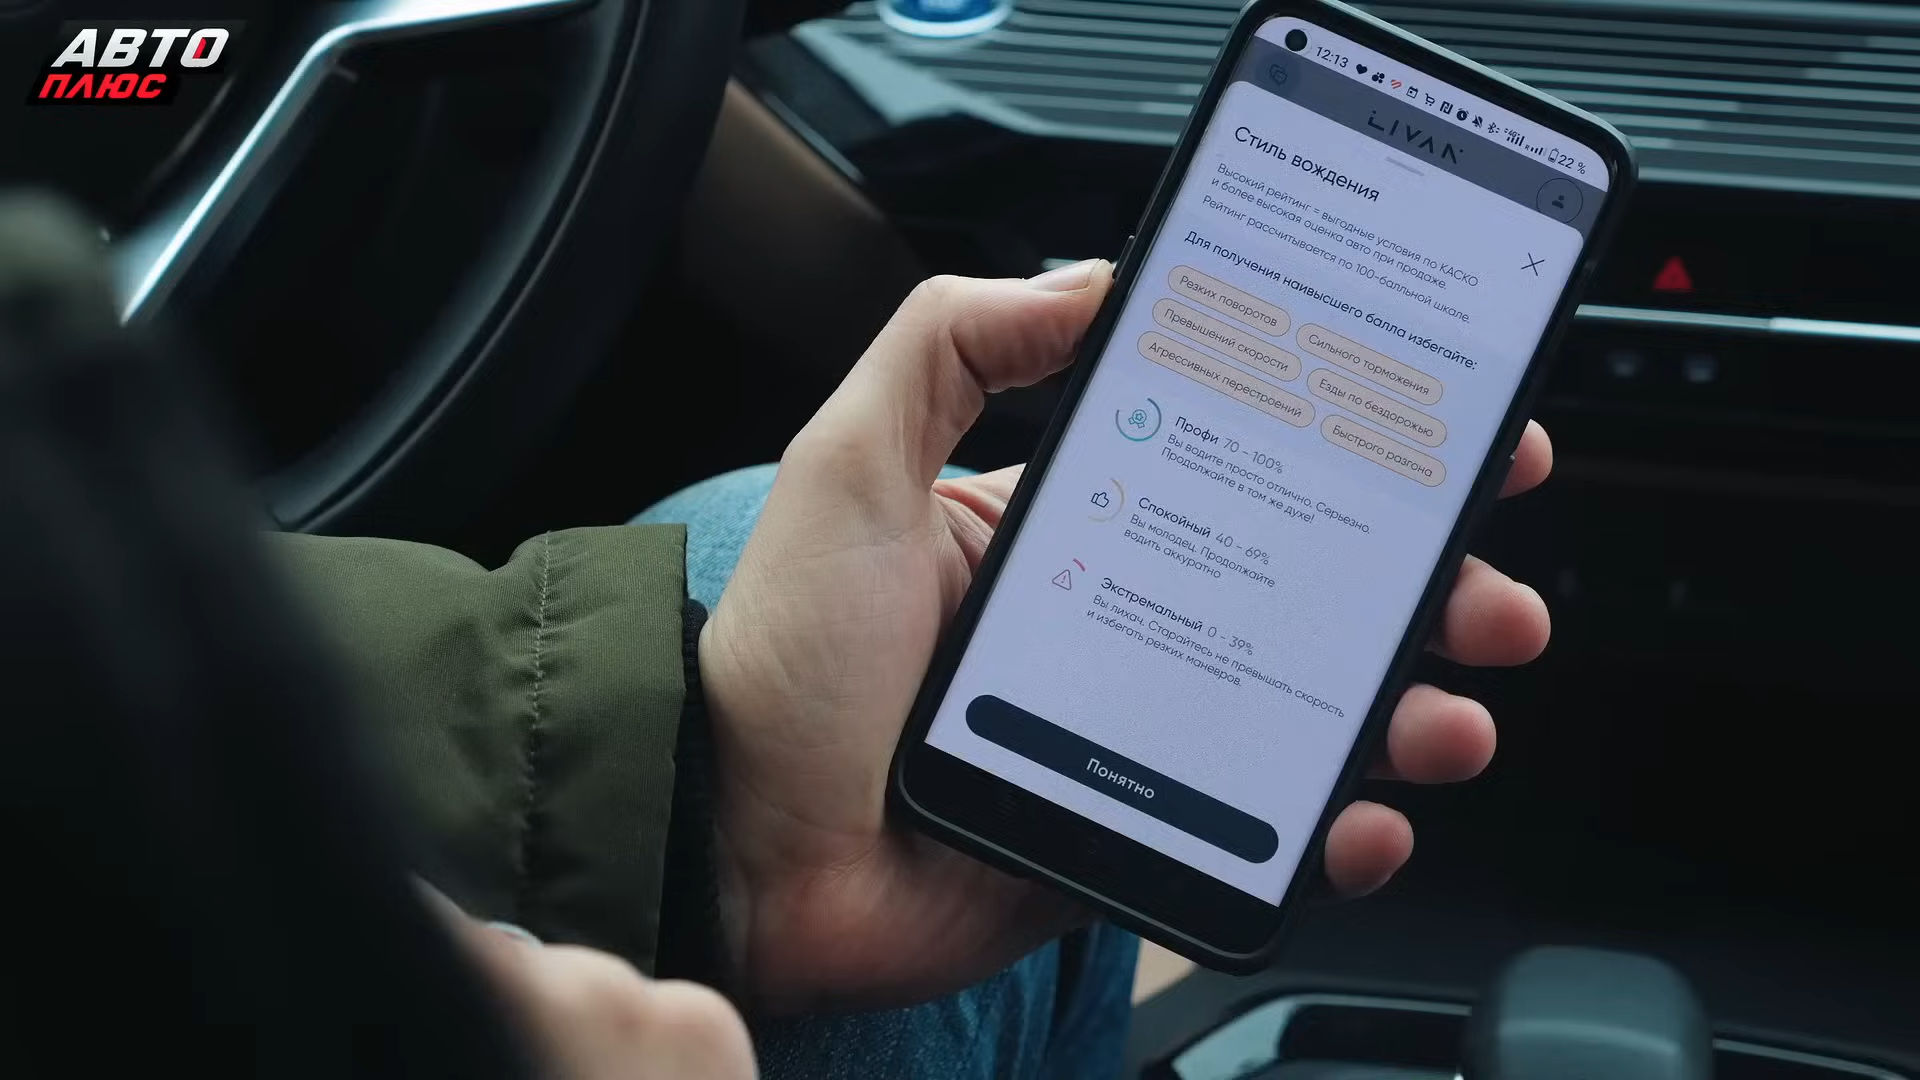 АВТО
ПЛЮС
12:13
22 %
LIVAN
Стиль вождения
Высокий рейтинг = выгодные условия по КАСКО
и более высокая оценка авто при продаже.
Рейтинг рассчитывается по 100-балльной шкале.
Для получения наивысшего балла избегайте:
Резких поворотов
Сильного торможения
Превышений скорости
Езды по бездорожью
Агрессивных перестроений
Быстрого разгона
Профи 70 - 100%
Вы водите просто отлично. Серьезно.
Продолжайте в том же духе!
Спокойный 40 - 69%
Вы молодец. Продолжайте
водить аккуратно
Экстремальный 0 - 39%
Вы лихач. Старайтесь не превышать скорость
и избегать резких маневров.
Понятно